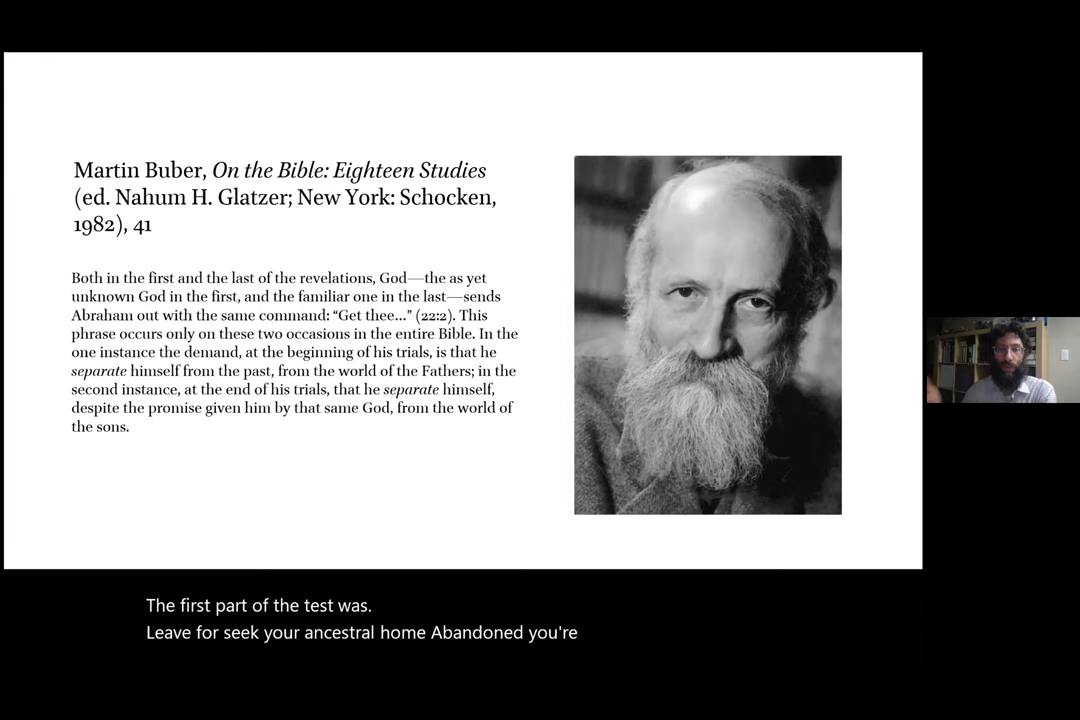 Martin Buber, On the Bible: Eighteen Studies
(ed. Nahum H. Glatzer; New York: Schocken,
1982), 41
Both in the first and the last of the revelations, God—the as yet
unknown God in the first, and the familiar one in the last—sends
Abraham out with the same command: “Get thee...” (22:2). This
phrase occurs only on these two occasions in the entire Bible. In the
one instance the demand, at the beginning of his trials, is that he
separate himself from the past, from the world of the Fathers; in the
second instance, at the end of his trials, that he separate himself,
despite the promise given him by that same God, from the world of
the sons.
The first part of the test was.
Leave for seek your ancestral home Abandoned you're